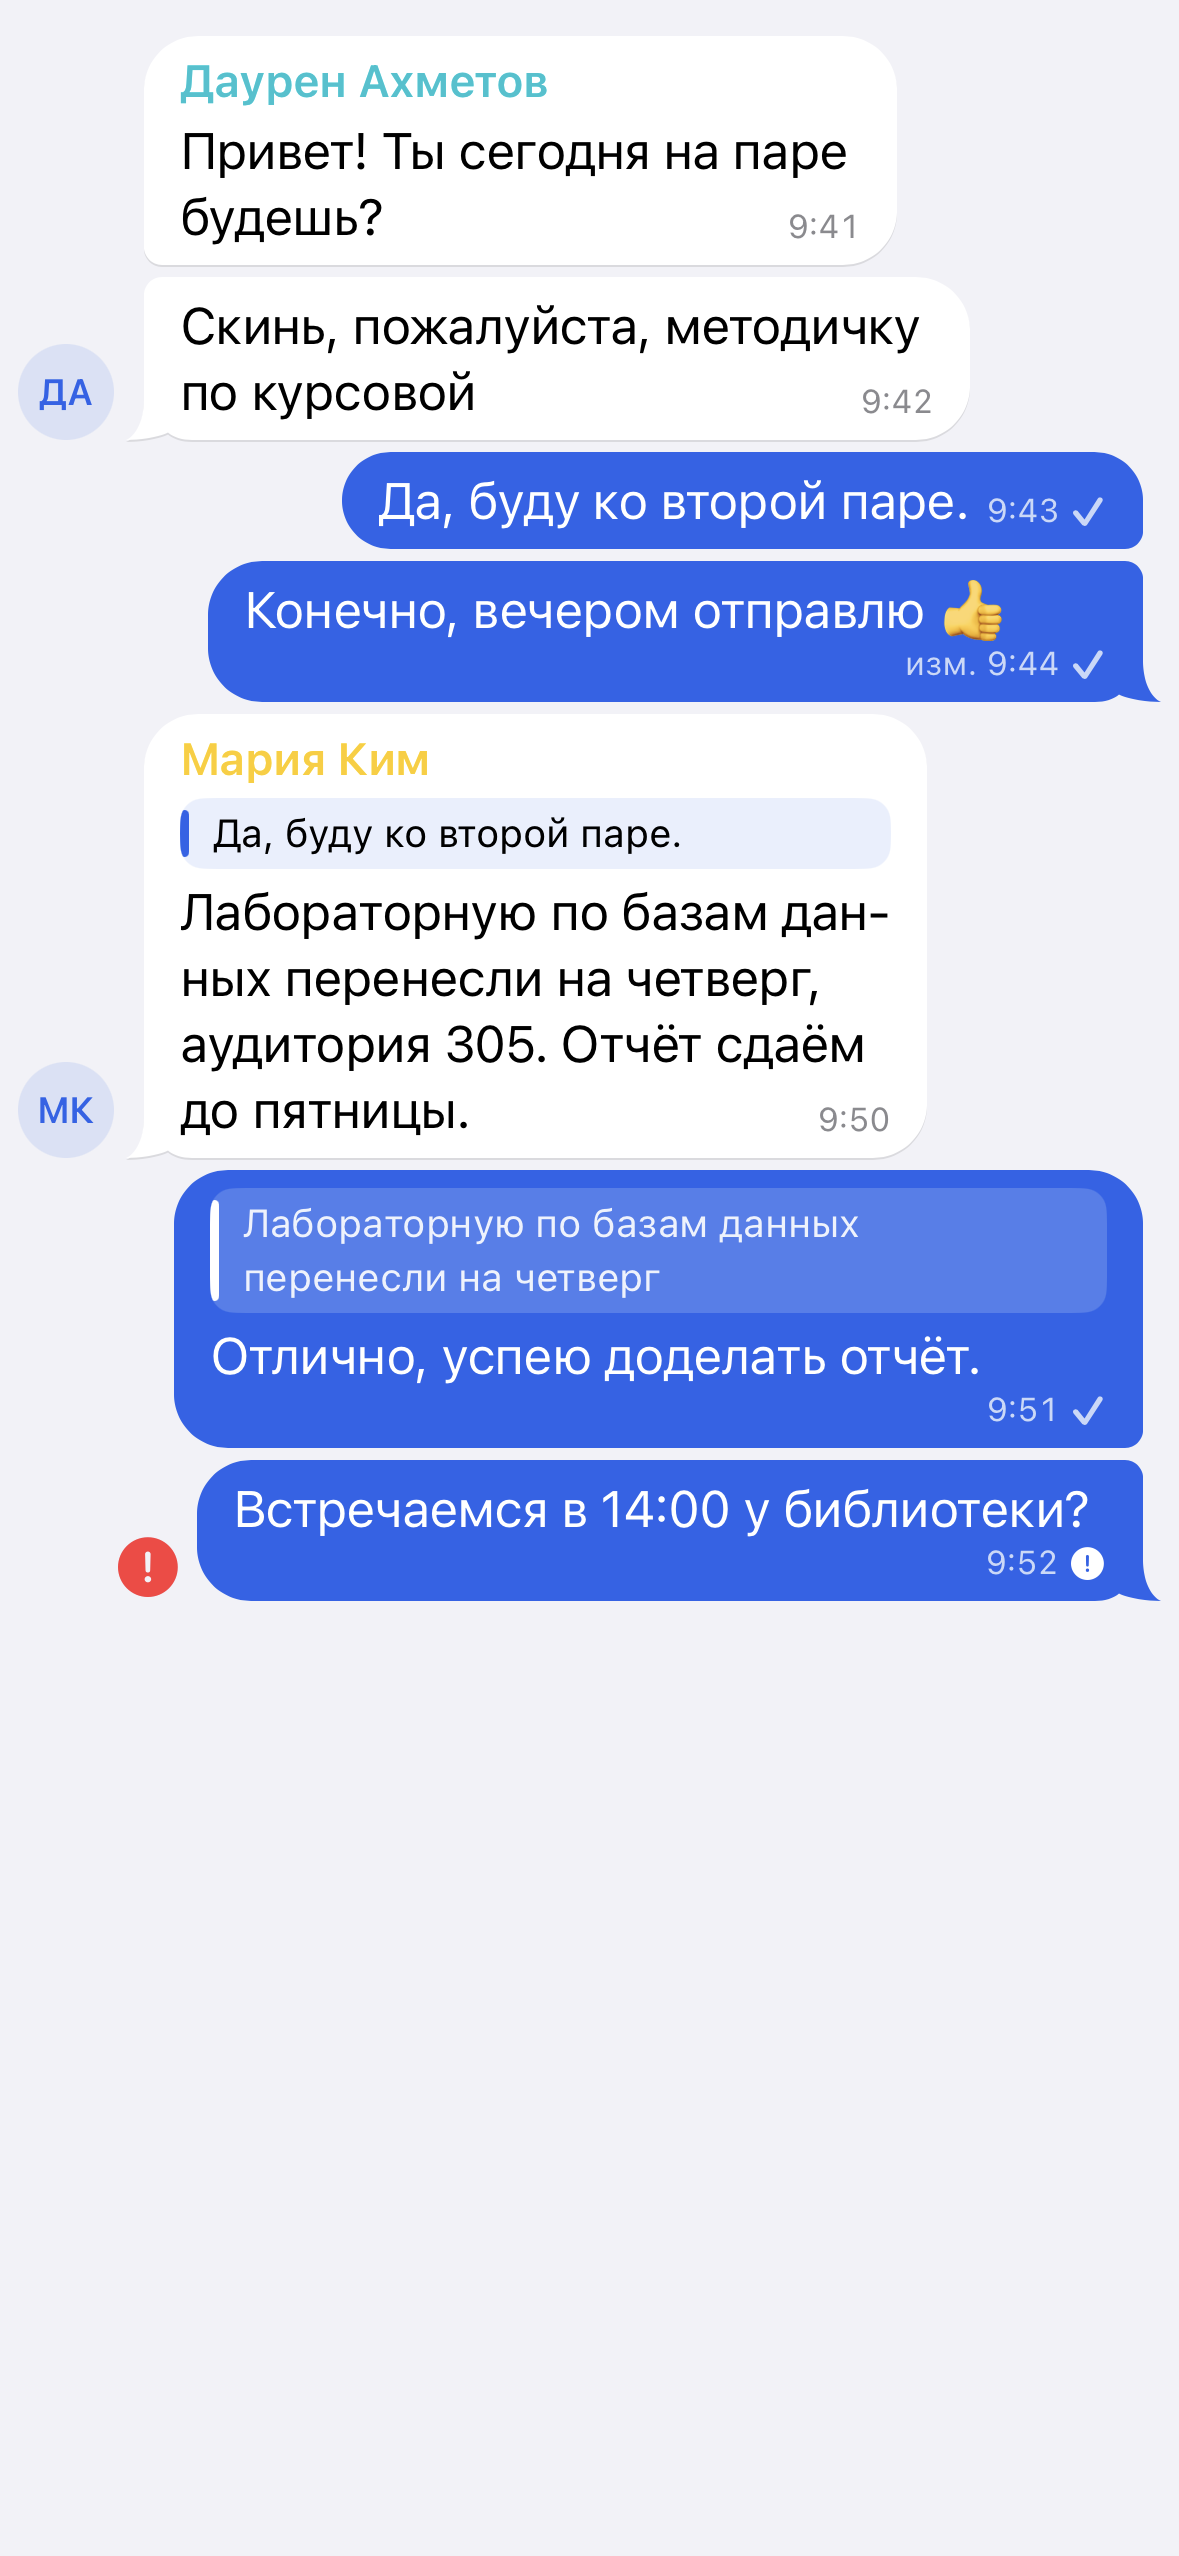 Даурен Ахметов
Привет! Ты сегодня на паре
будешь?
9:41
Скинь, пожалуйста, методичку
по курсовой
9:42
ДА
Да, буду ко второй паре.
9:43
Конечно, вечером отправлю 👍
изм. 9:44
Мария Ким
Да, буду ко второй паре.
Лабораторную по базам дан-
ных перенесли на четверг,
аудитория 305. Отчёт сдаём
до пятницы.
9:50
МК
Лабораторную по базам данных
перенесли на четверг
Отлично, успею доделать отчёт.
9:51
Встречаемся в 14:00 у библиотеки?
9:52